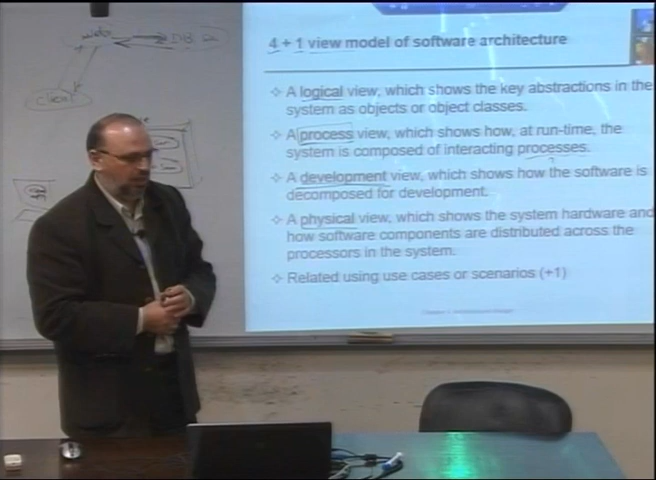 4 + 1 view model of software architecture
✧ A logical view, which shows the key abstractions in the
system as objects or object classes.
✧ A process view, which shows how, at run-time, the
system is composed of interacting processes.
✧ A development view, which shows how the software is
decomposed for development.
✧ A physical view, which shows the system hardware and
how software components are distributed across the
processors in the system.
✧ Related using use cases or scenarios (+1)
client